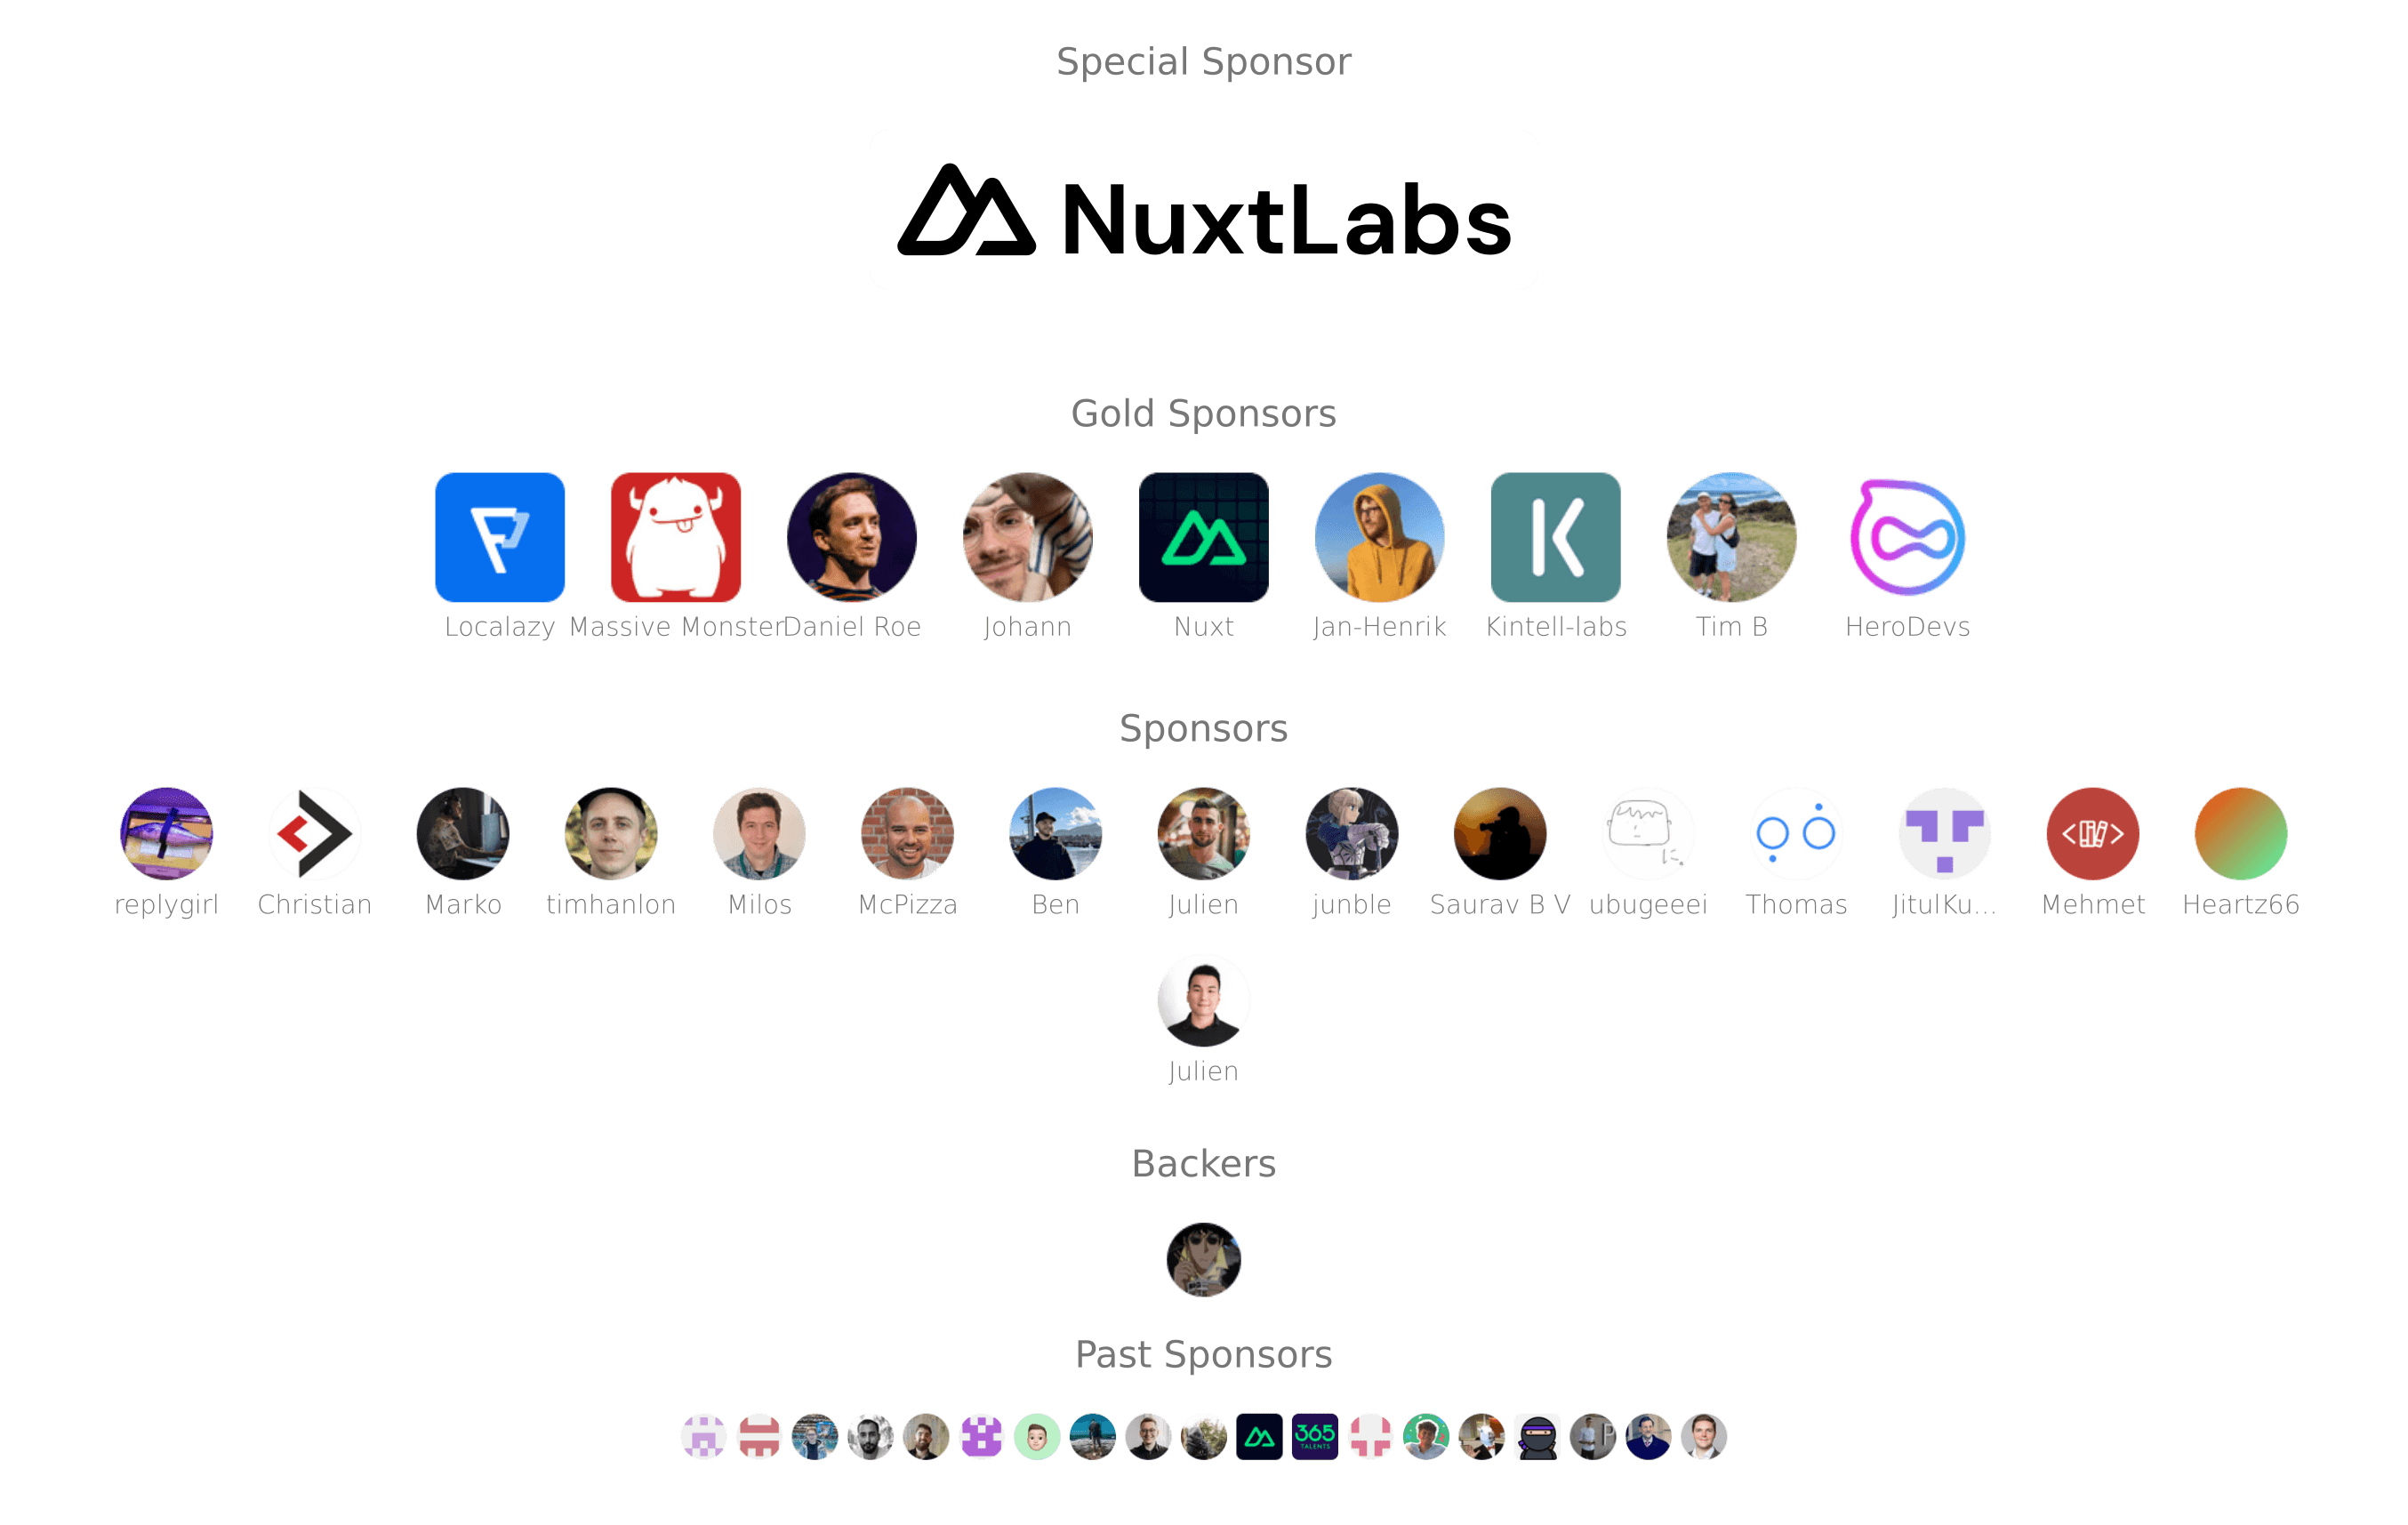 Special Sponsor
NuxtLabs
Gold Sponsors
Localazy Massive Monster Daniel Roe Johann Nuxt Jan-Henrik Kintell-labs Tim B HeroDevs
Sponsors
replygirl Christian Marko timhanlon Milos McPizza Ben Julien junble Saurav B V ubugeeei Thomas JitulKu... Mehmet Heartz66
Julien
Backers
Past Sponsors
365
TALENTS